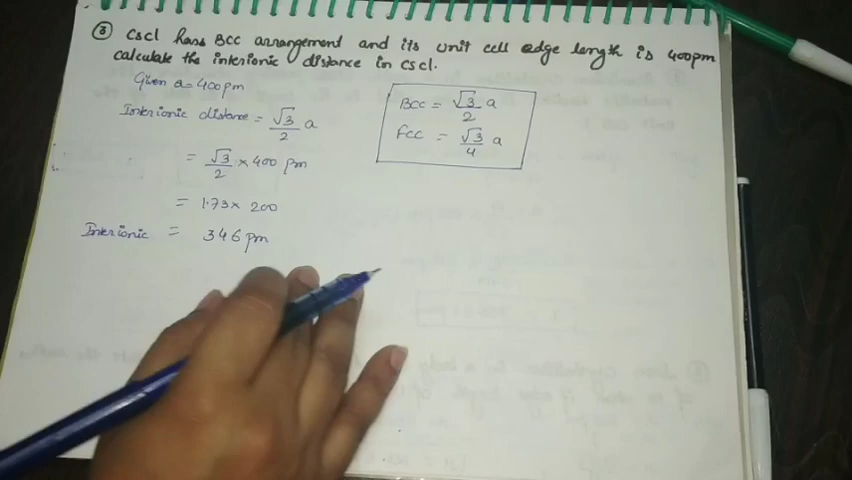 ③ CsCl has BCC arrangement and its unit cell edge length is 400pm
calculate the interionic distance in CsCl.
Given a=400pm
Interionic distance = √3/2 a
= √3/2 × 400 pm
= 1.73 × 200
Interionic = 346 pm
BCC = √3/2 a
FCC = √3/4 a